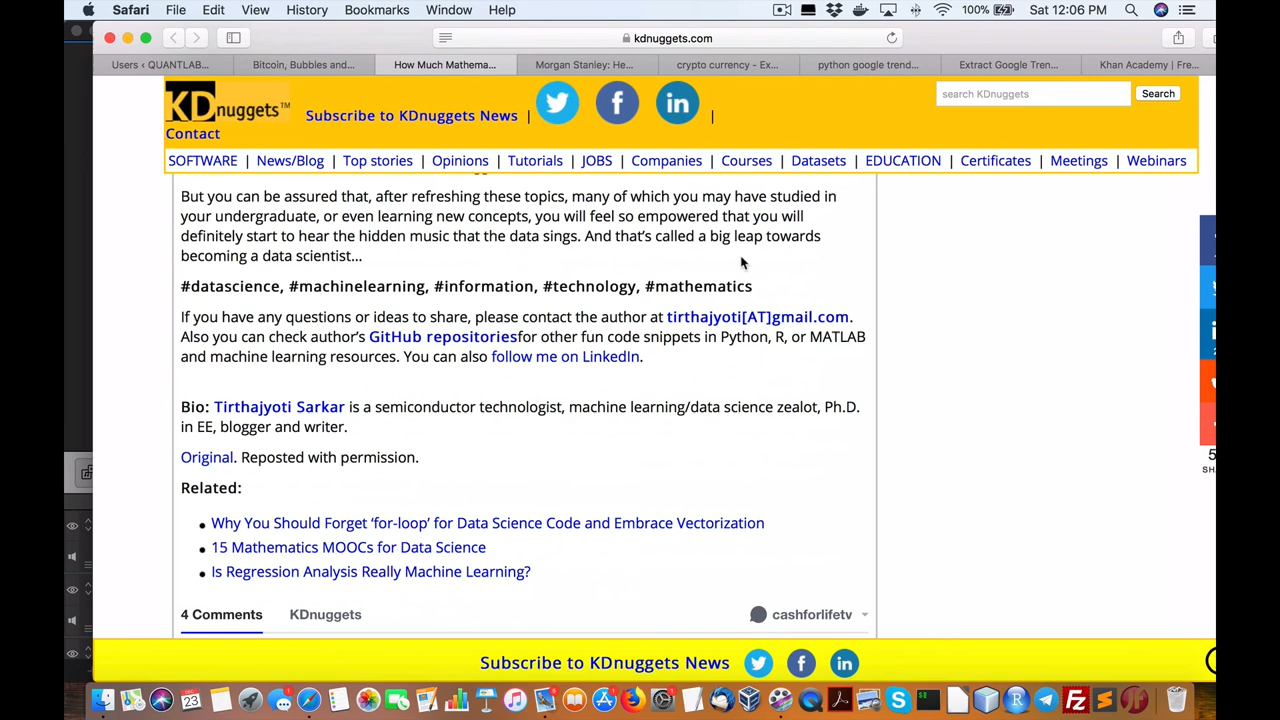 Safari File Edit View History Bookmarks Window Help 100% Sat 12:06 PM
kdnuggets.com
Users ‹ QUANTLAB... Bitcoin, Bubbles and... How Much Mathema... Morgan Stanley: He... crypto currency - Ex... python google trend... Extract Google Tren... Khan Academy | Fre...
KDnuggets™ Subscribe to KDnuggets News | | search KDnuggets Search
Contact
SOFTWARE News/Blog Top stories Opinions Tutorials JOBS Companies Courses Datasets EDUCATION Certificates Meetings Webinars
But you can be assured that, after refreshing these topics, many of which you may have studied in
your undergraduate, or even learning new concepts, you will feel so empowered that you will
definitely start to hear the hidden music that the data sings. And that's called a big leap towards
becoming a data scientist...
#datascience, #machinelearning, #information, #technology, #mathematics
If you have any questions or ideas to share, please contact the author at tirthajyoti[AT]gmail.com.
Also you can check author's GitHub repositoriesfor other fun code snippets in Python, R, or MATLAB
and machine learning resources. You can also follow me on LinkedIn.
Bio: Tirthajyoti Sarkar is a semiconductor technologist, machine learning/data science zealot, Ph.D.
in EE, blogger and writer.
Original. Reposted with permission.
Related:
Why You Should Forget ‘for-loop’ for Data Science Code and Embrace Vectorization
15 Mathematics MOOCs for Data Science
Is Regression Analysis Really Machine Learning?
4 Comments KDnuggets cashforlifetv
Subscribe to KDnuggets News